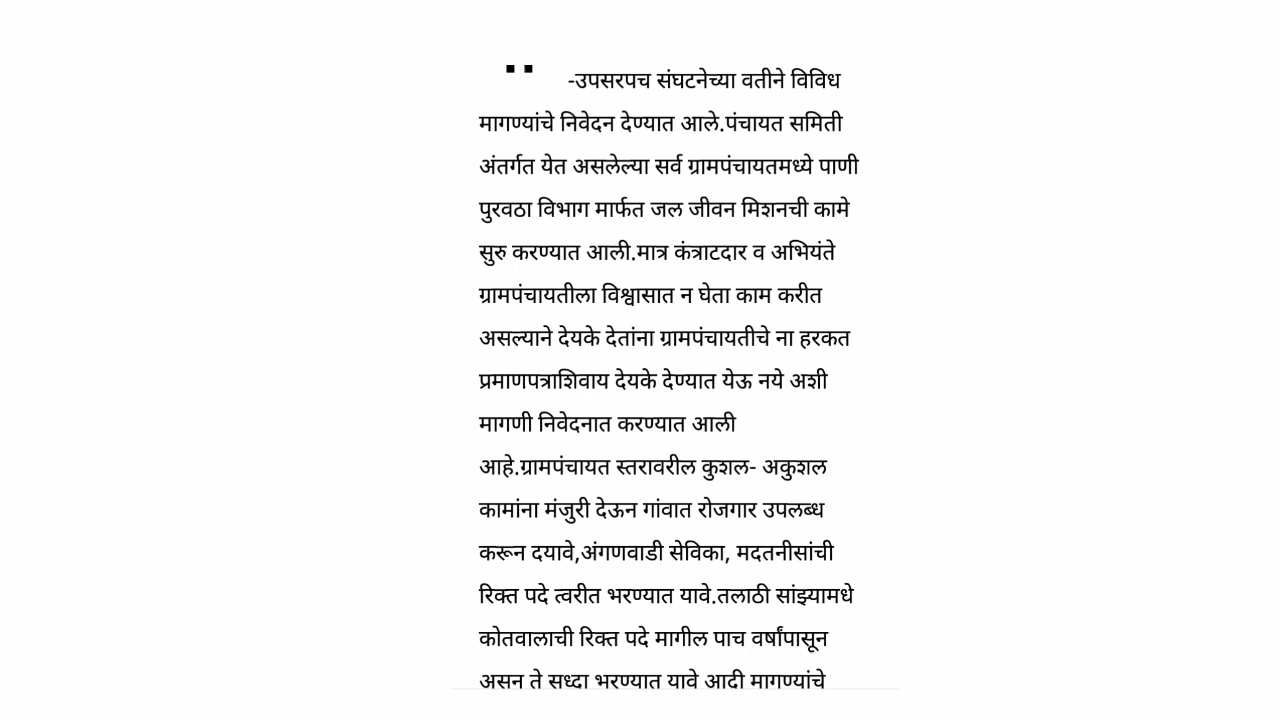 -उपसरपच संघटनेच्या वतीने विविध
मागण्यांचे निवेदन देण्यात आले.पंचायत समिती
अंतर्गत येत असलेल्या सर्व ग्रामपंचायतमध्ये पाणी
पुरवठा विभाग मार्फत जल जीवन मिशनची कामे
सुरु करण्यात आली.मात्र कंत्राटदार व अभियंते
ग्रामपंचायतीला विश्वासात न घेता काम करीत
असल्याने देयके देतांना ग्रामपंचायतीचे ना हरकत
प्रमाणपत्राशिवाय देयके देण्यात येऊ नये अशी
मागणी निवेदनात करण्यात आली
आहे.ग्रामपंचायत स्तरावरील कुशल- अकुशल
कामांना मंजुरी देऊन गांवात रोजगार उपलब्ध
करून दयावे,अंगणवाडी सेविका, मदतनीसांची
रिक्त पदे त्वरीत भरण्यात यावे.तलाठी सांझ्यामधे
कोतवालाची रिक्त पदे मागील पाच वर्षांपासून
असन ते सध्दा भरण्यात यावे आदी मागण्यांचे